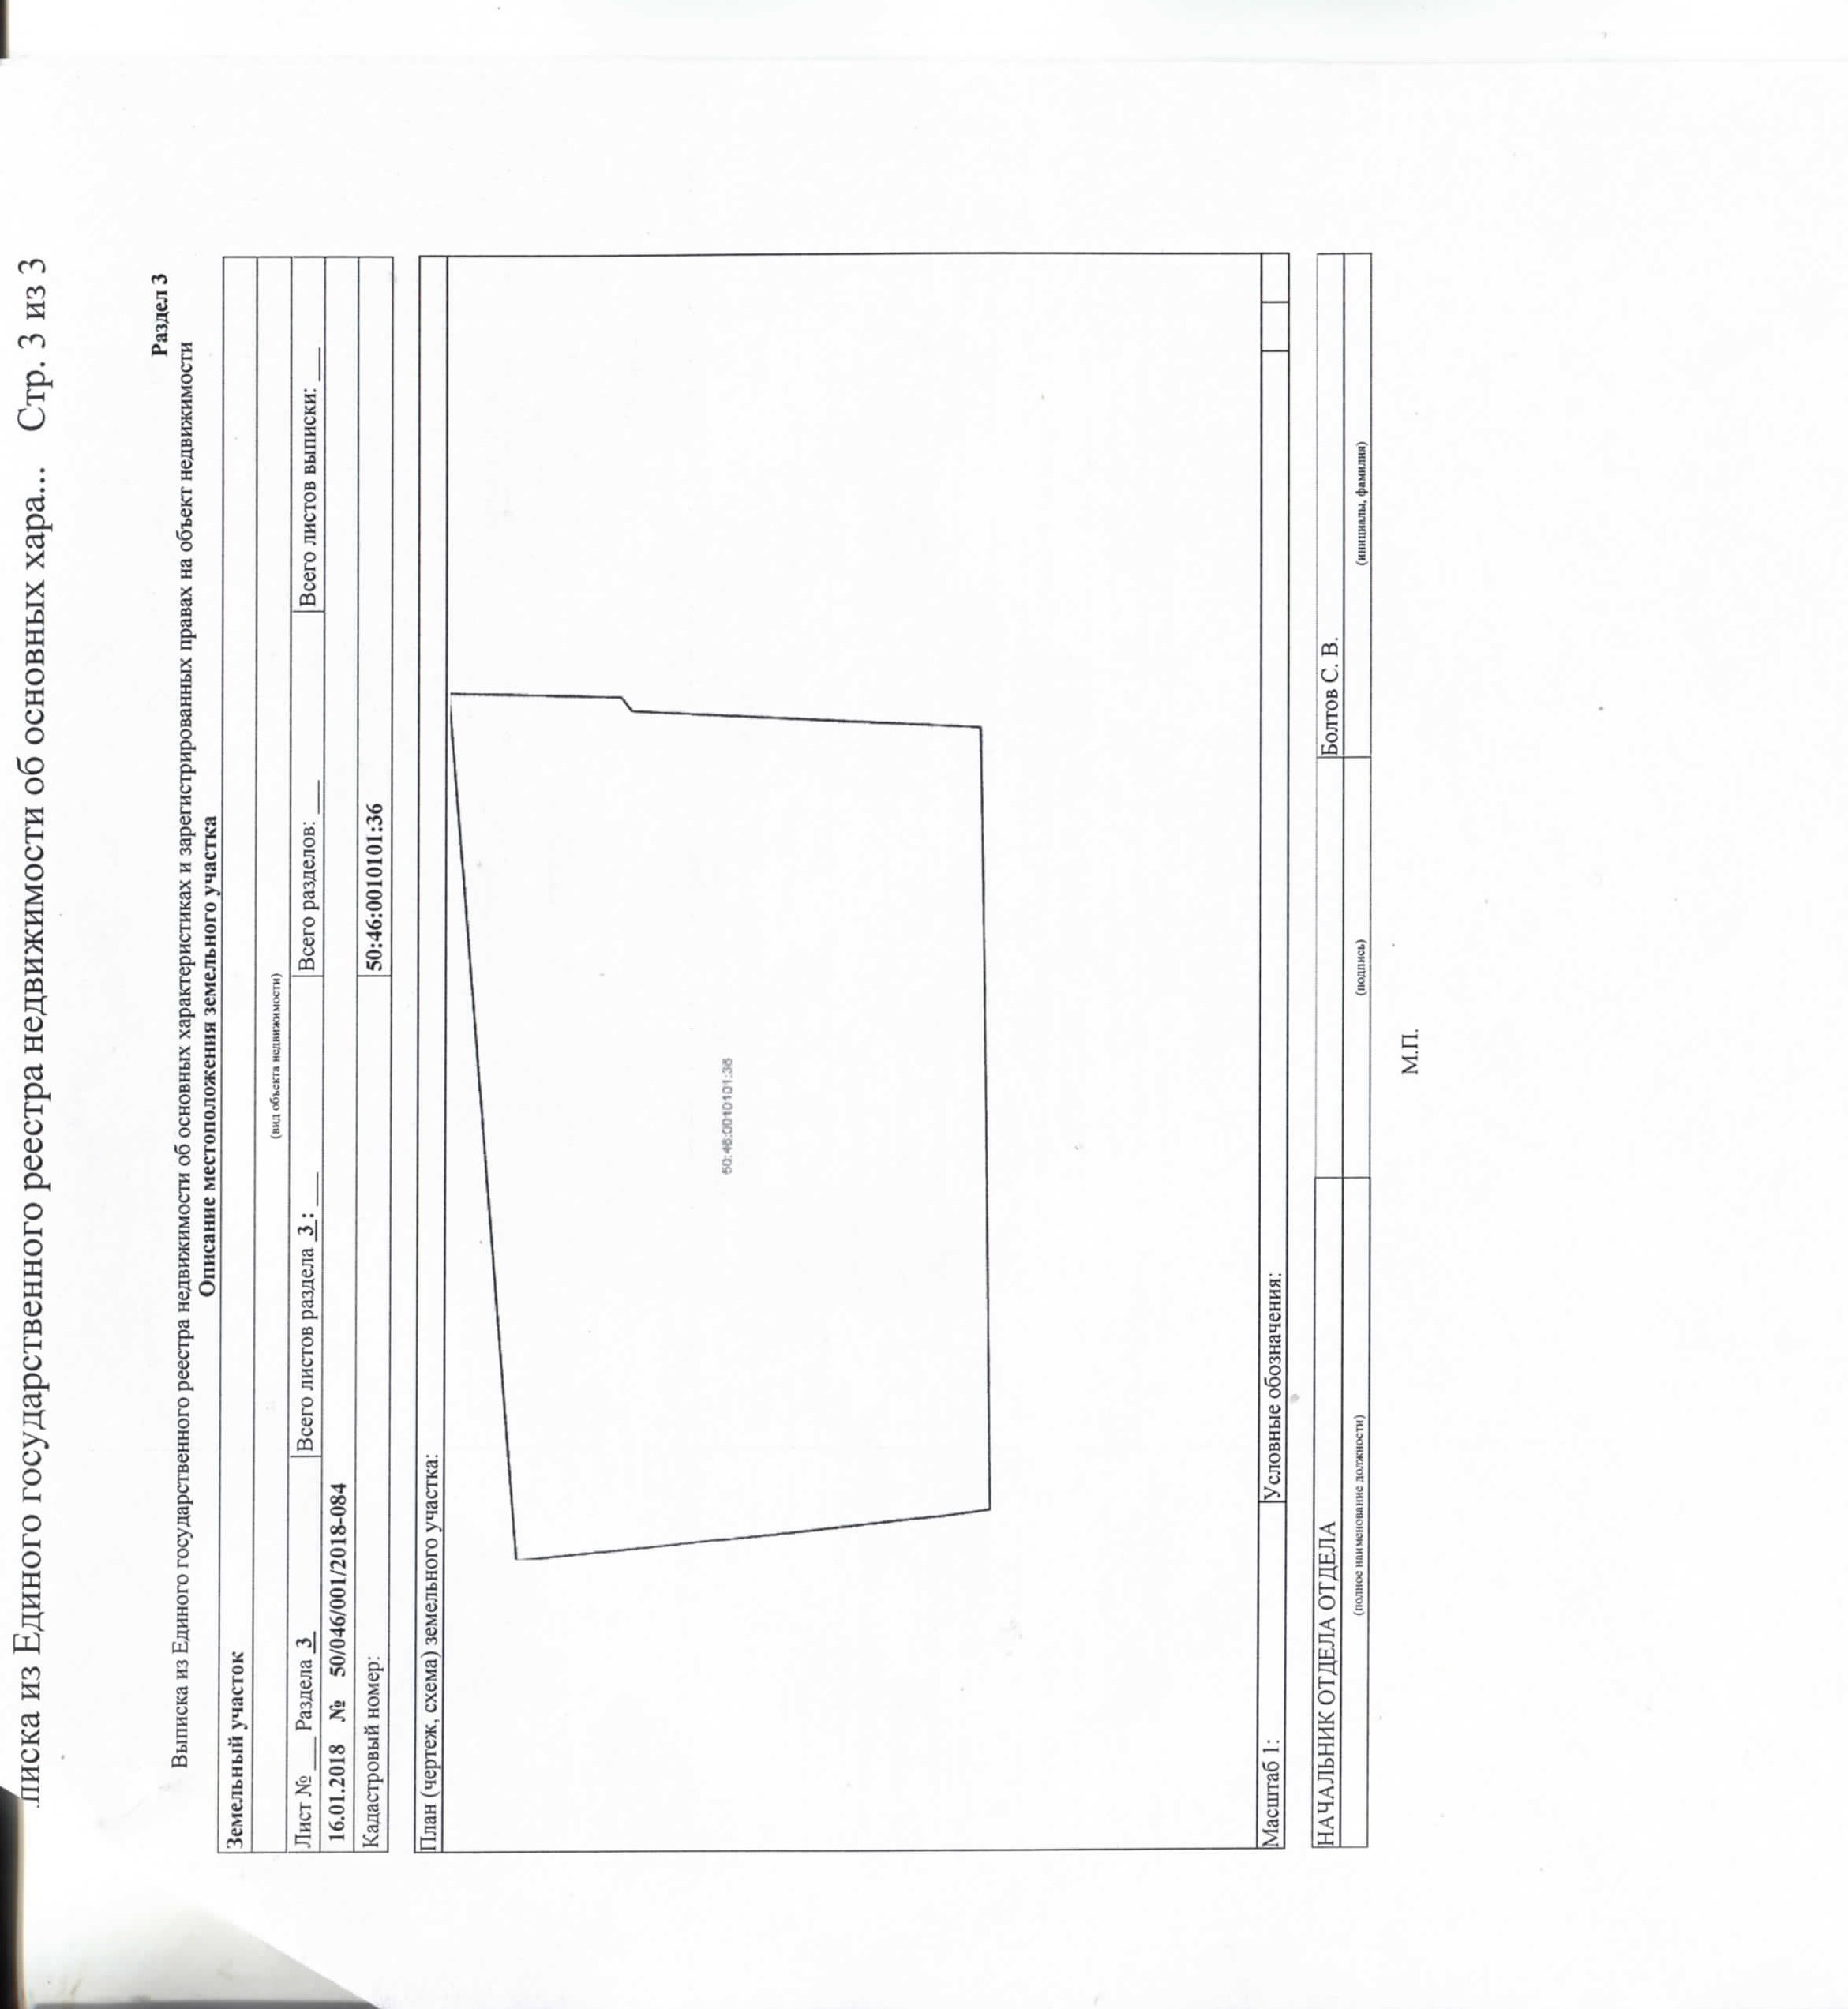 .писка из Единого государственного реестра недвижимости об основных хара... Стр. 3 из 3
Раздел 3
Выписка из Единого государственного реестра недвижимости об основных характеристиках и зарегистрированных правах на объект недвижимости
Описание местоположения земельного участка
Земельный участок
(вид объекта недвижимости)
Лист № ___ Раздела 3 Всего листов раздела 3 : ___ Всего разделов: ___ Всего листов выписки: ___
16.01.2018 № 50/046/001/2018-084
Кадастровый номер: 50:46:0010101:36
План (чертеж, схема) земельного участка:
50:46:0010101:36
Масштаб 1: Условные обозначения:
НАЧАЛЬНИК ОТДЕЛА ОТДЕЛА Болтов С. В.
(полное наименование должности) (подпись) (инициалы, фамилия)
М.П.